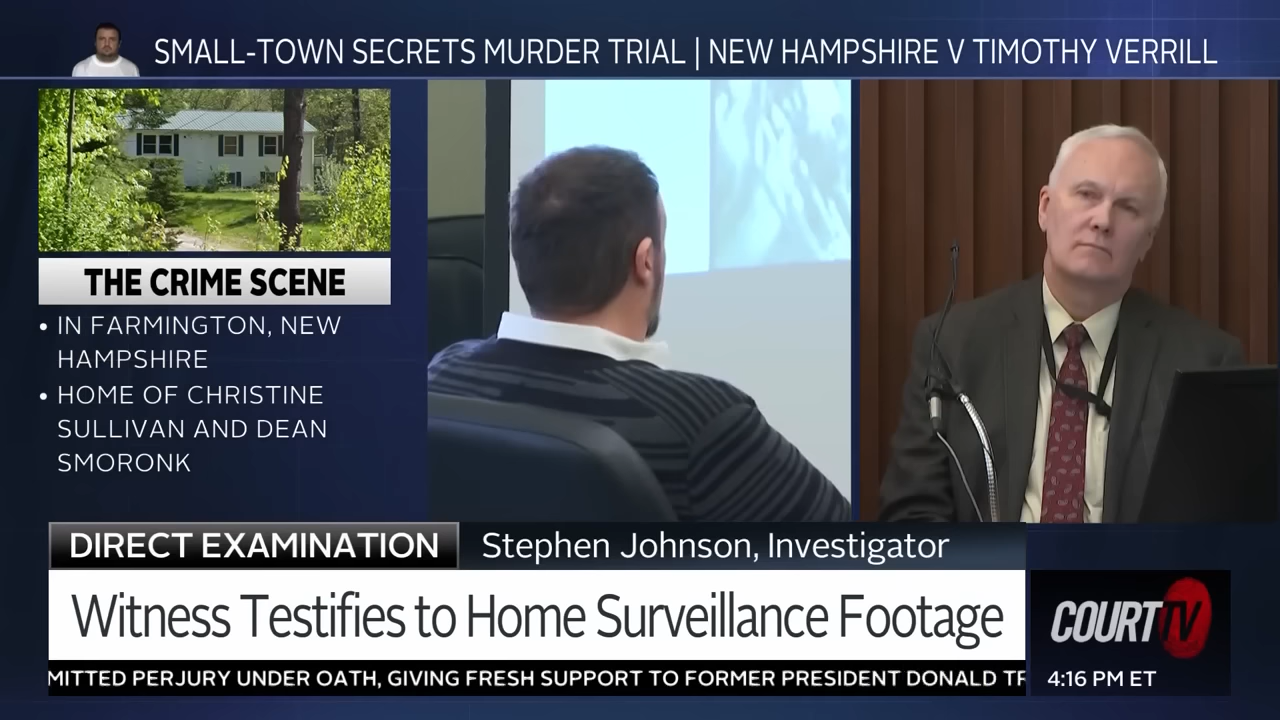 SMALL-TOWN SECRETS MURDER TRIAL | NEW HAMPSHIRE V TIMOTHY VERRILL
THE CRIME SCENE
• IN FARMINGTON, NEW
HAMPSHIRE
• HOME OF CHRISTINE
SULLIVAN AND DEAN
SMORONK
DIRECT EXAMINATION
Stephen Johnson, Investigator
Witness Testifies to Home Surveillance Footage
COURT TV
MITTED PERJURY UNDER OATH, GIVING FRESH SUPPORT TO FORMER PRESIDENT DONALD TR
4:16 PM ET